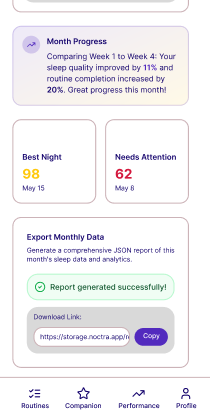 Month Progress
Comparing Week 1 to Week 4: Your
sleep quality improved by 11% and
routine completion increased by
20%. Great progress this month!
Best Night
98
May 15
Needs Attention
62
May 8
Export Monthly Data
Generate a comprehensive JSON report of this
month's sleep data and analytics.
Report generated successfully!
Download Link:
https://storage.noctra.app/r
Copy
Routines
Companion
Performance
Profile